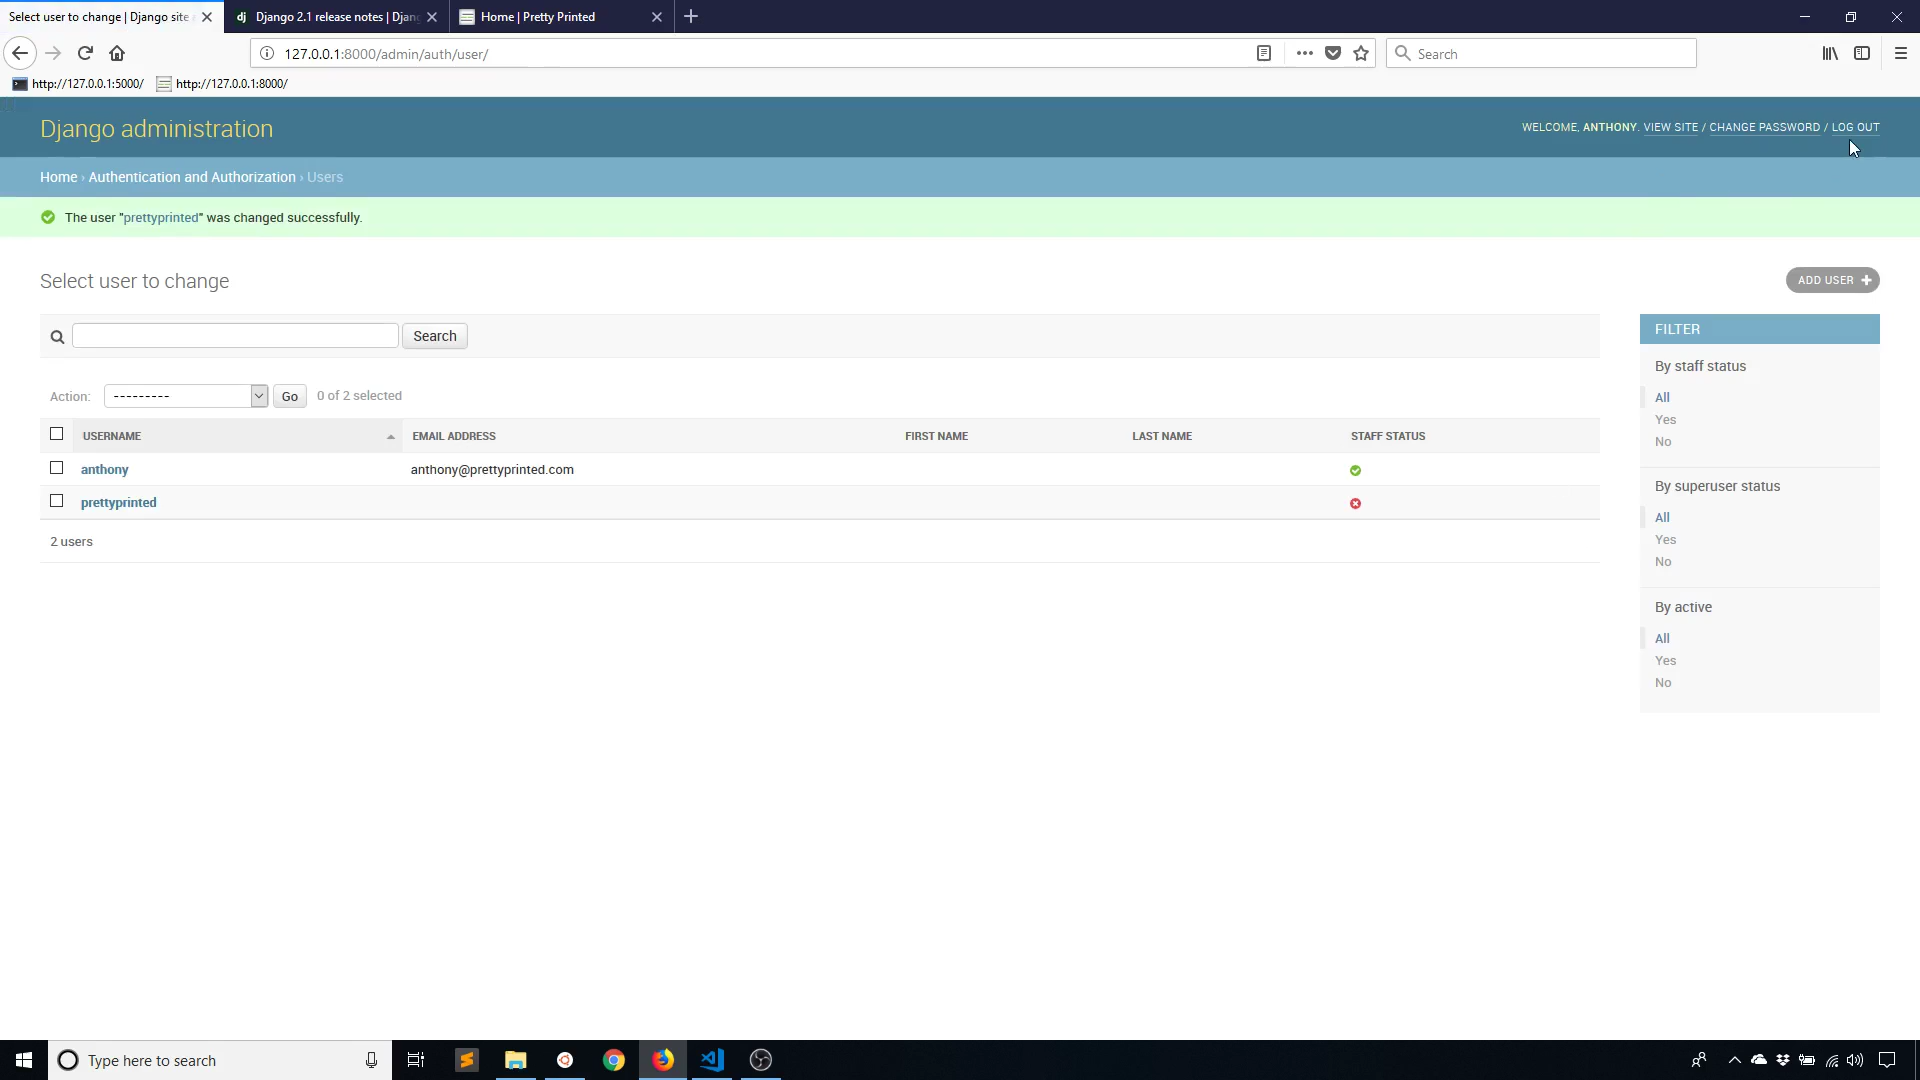 Select user to change | Django site
Django 2.1 release notes | Djan
Home | Pretty Printed
127.0.0.1:8000/admin/auth/user/
Search
http://127.0.0.1:5000/
http://127.0.0.1:8000/
Django administration
WELCOME, ANTHONY. VIEW SITE / CHANGE PASSWORD / LOG OUT
Home › Authentication and Authorization › Users
The user "prettyprinted" was changed successfully.
Select user to change
ADD USER
Search
FILTER
By staff status
All
Yes
No
By superuser status
All
Yes
No
By active
All
Yes
No
Action: --------- Go 0 of 2 selected
USERNAME EMAIL ADDRESS FIRST NAME LAST NAME STAFF STATUS
anthony anthony@prettyprinted.com
prettyprinted
2 users
Type here to search